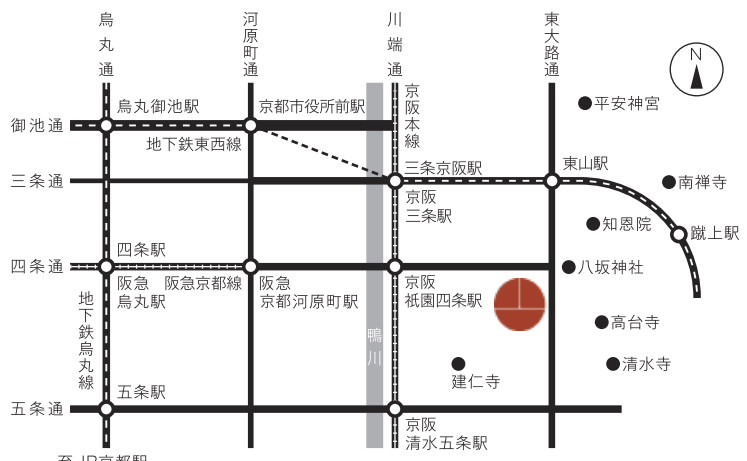 烏丸通
河原町通
川端通
東大路通
N
烏丸御池駅
京都市役所前駅
京阪本線
平安神宮
御池通
地下鉄東西線
三条京阪駅
東山駅
三条通
京阪
三条駅
南禅寺
知恩院
蹴上駅
四条駅
四条通
八坂神社
阪急
烏丸駅
阪急京都線
阪急
京都河原町駅
京阪
祇園四条駅
地下鉄烏丸線
鴨川
高台寺
清水寺
建仁寺
五条駅
五条通
京阪
清水五条駅
至JR京都駅